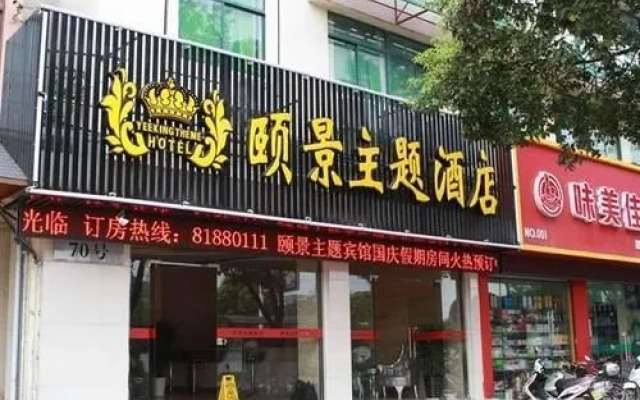 YEEKING THEME
HOTEL
颐景主题酒店
光临 订房热线：81880111 颐景主题宾馆国庆假期房间火热预订
70号
味美佳
NO.001